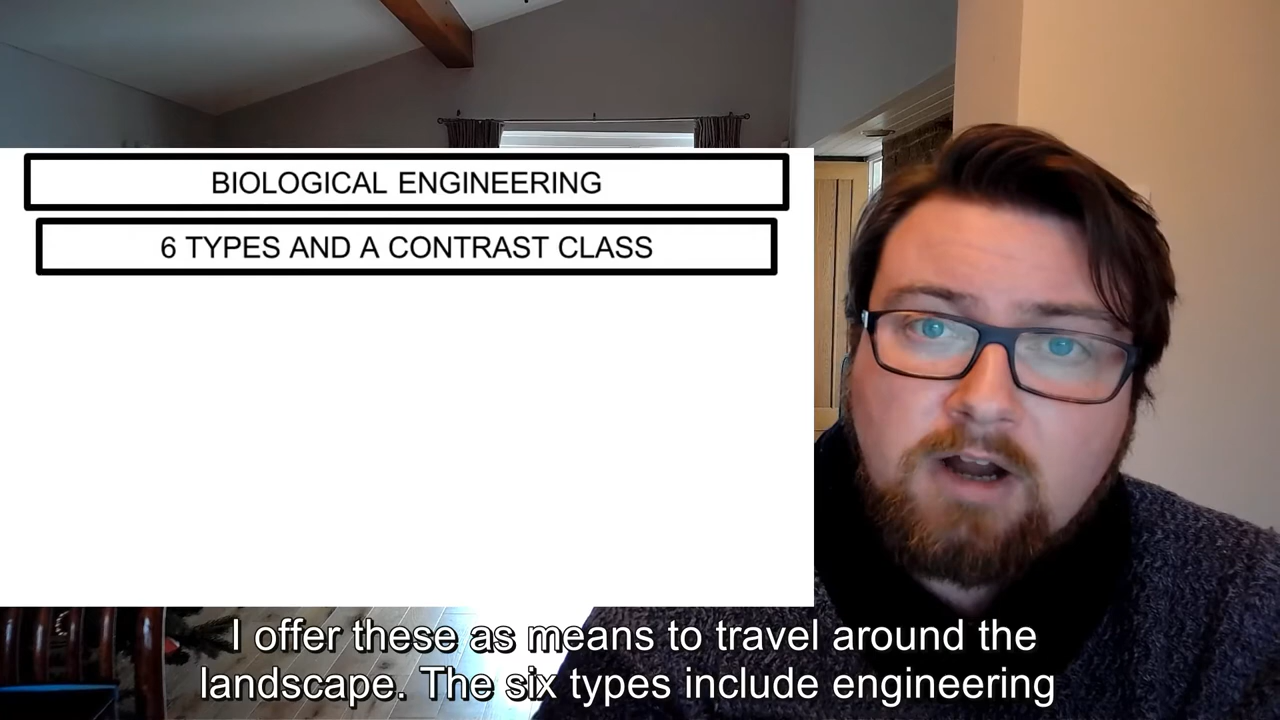 BIOLOGICAL ENGINEERING
6 TYPES AND A CONTRAST CLASS
I offer these as means to travel around the
landscape. The six types include engineering